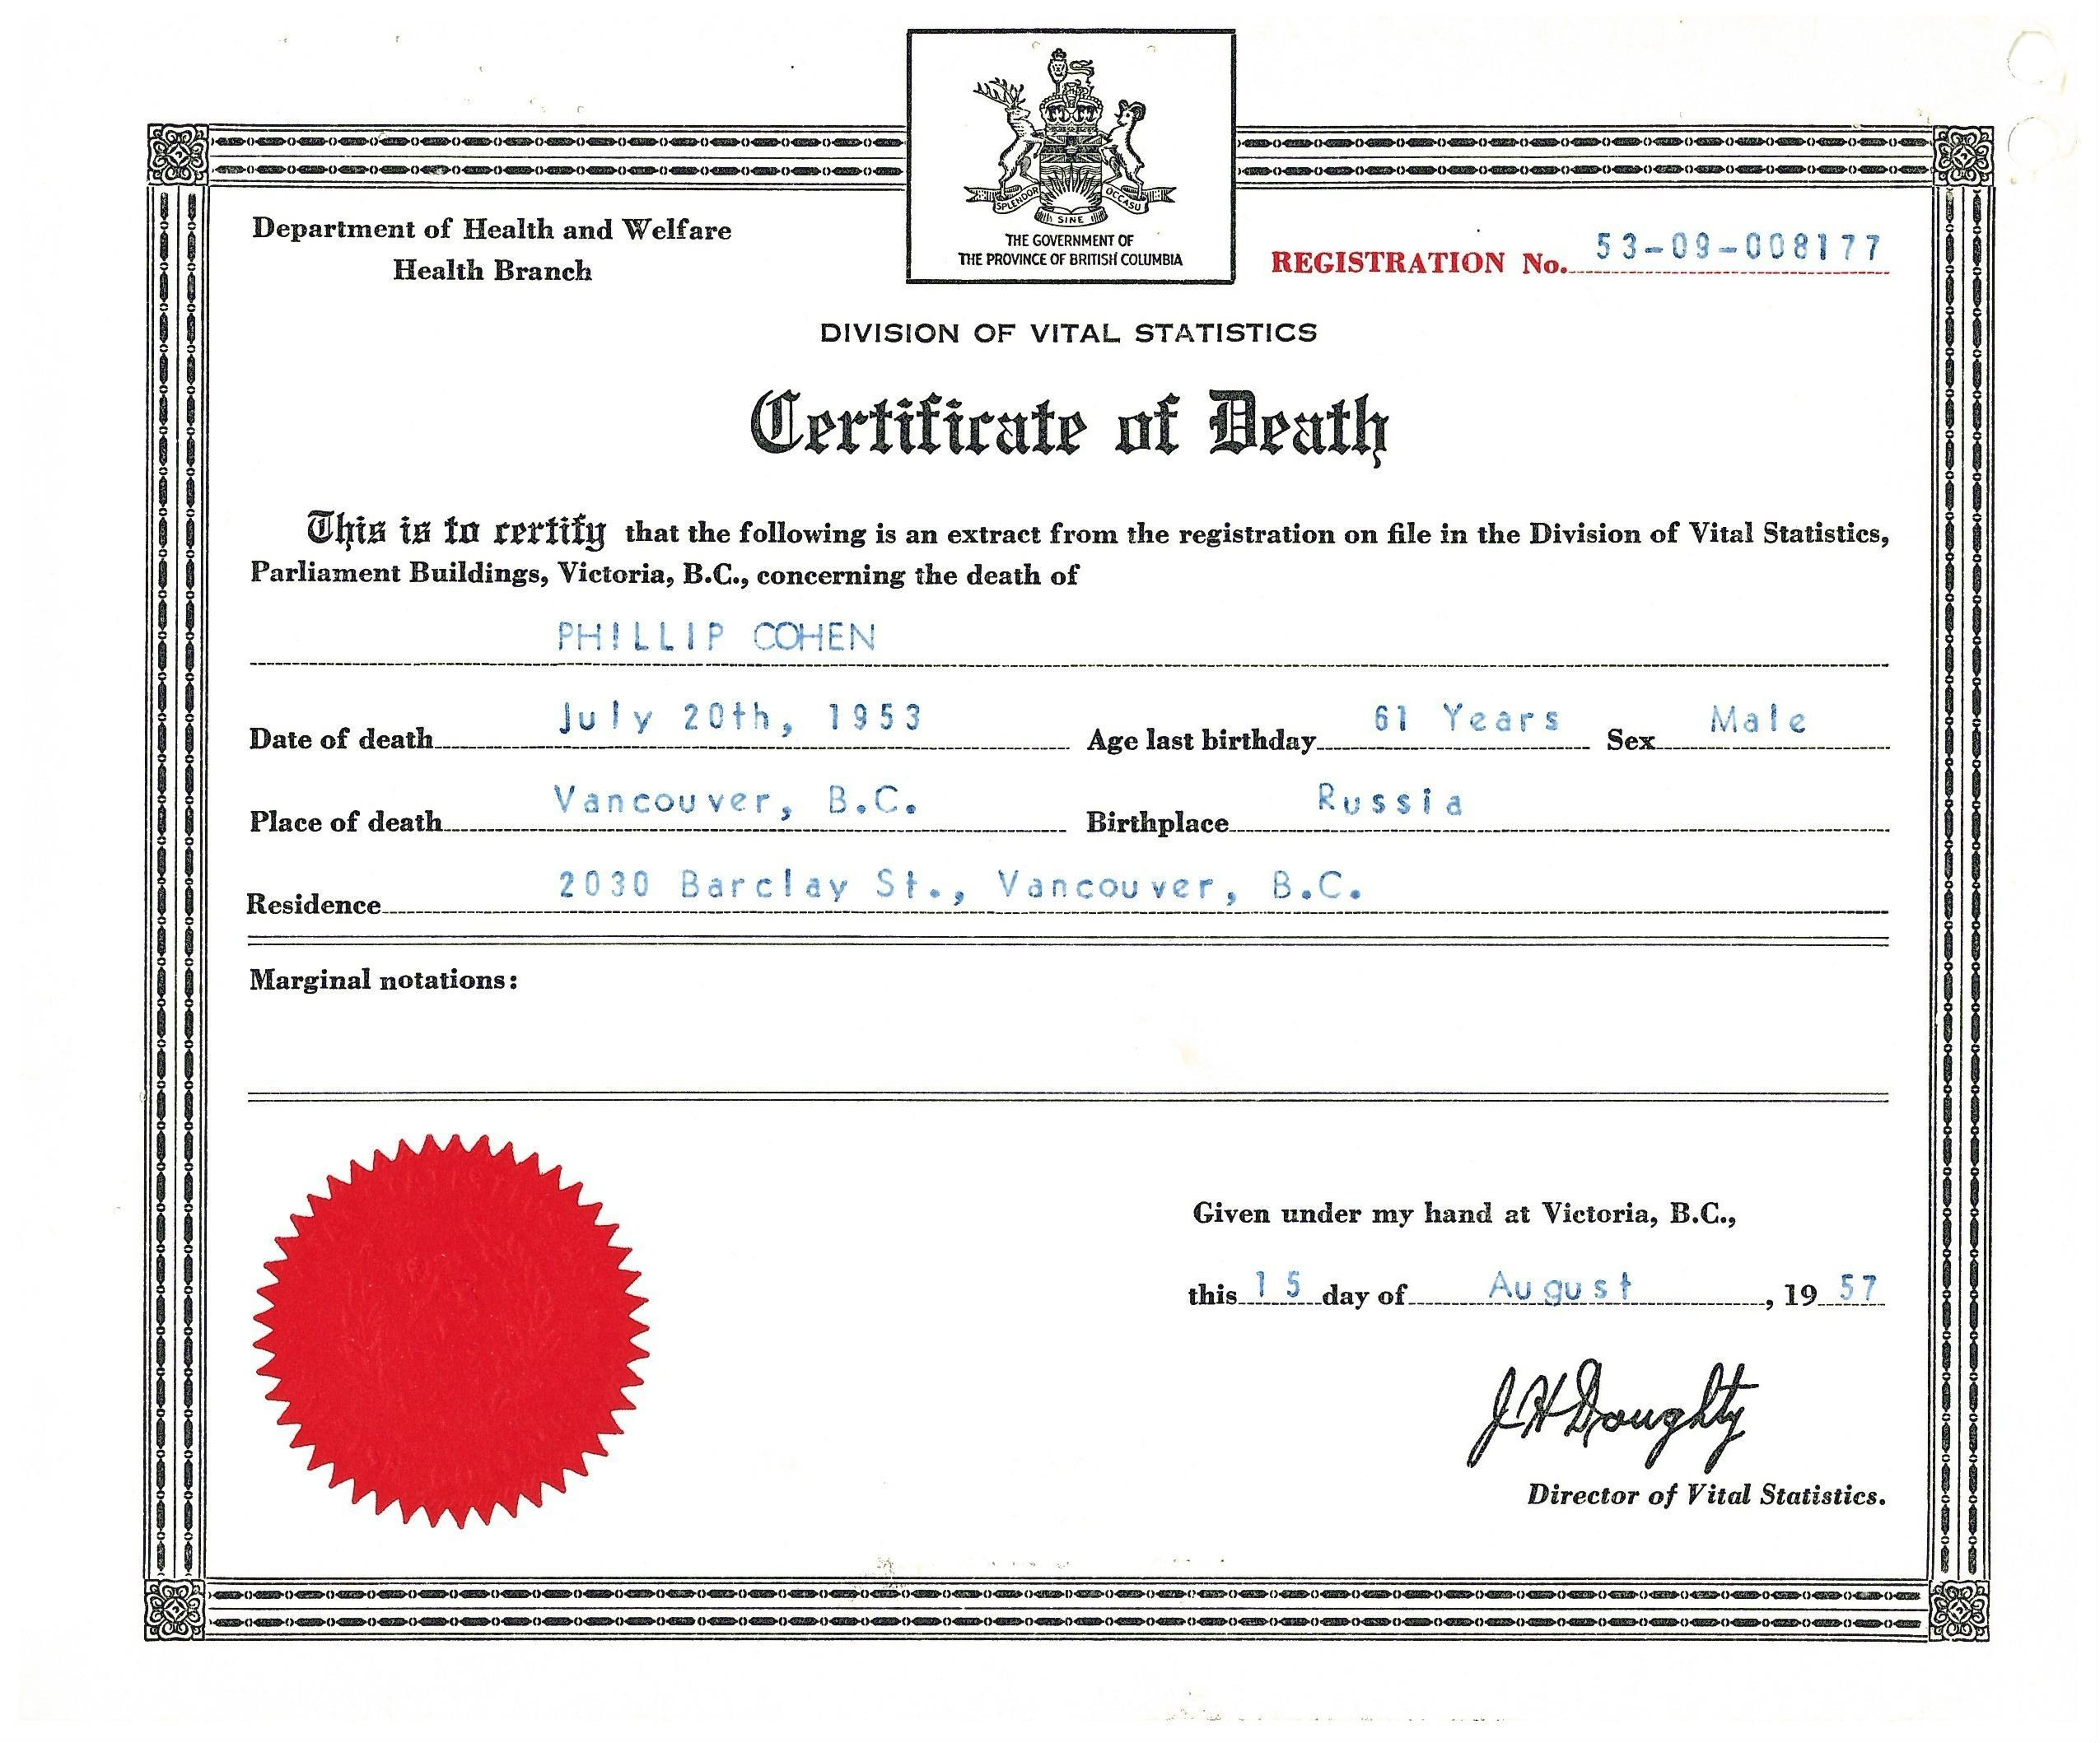 SPLENDOR SINE OCCASU
THE GOVERNMENT OF
THE PROVINCE OF BRITISH COLUMBIA
Department of Health and Welfare
Health Branch
REGISTRATION No. 53-09-008177
DIVISION OF VITAL STATISTICS
Certificate of Death
This is to certify that the following is an extract from the registration on file in the Division of Vital Statistics,
Parliament Buildings, Victoria, B.C., concerning the death of
PHILLIP COHEN
Date of death July 20th, 1953 Age last birthday 61 Years Sex Male
Place of death Vancouver, B.C. Birthplace Russia
Residence 2030 Barclay St., Vancouver, B.C.
Marginal notations:
Given under my hand at Victoria, B.C.,
this 15 day of August, 19 57
J H Doughty
Director of Vital Statistics.